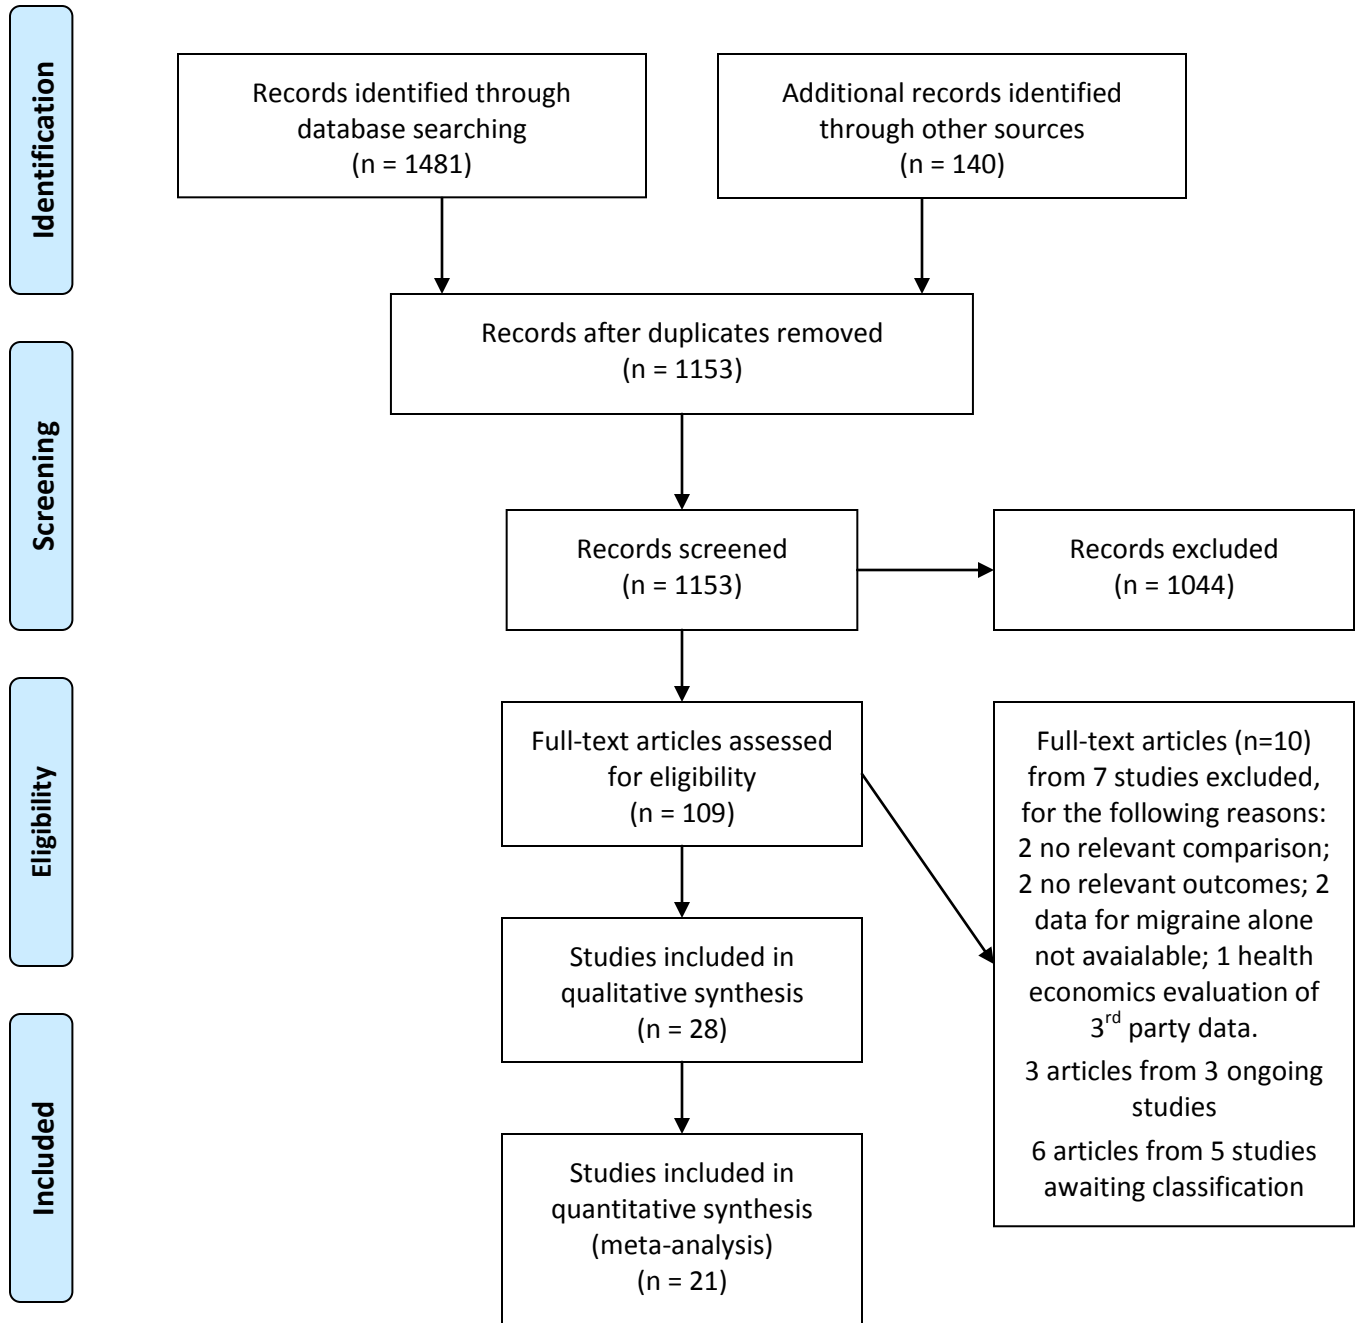 Identification
Records identified through
database searching
(n = 1481)
Additional records identified
through other sources
(n = 140)
Screening
Records after duplicates removed
(n = 1153)
Records screened
(n = 1153)
Records excluded
(n = 1044)
Eligibility
Full-text articles assessed
for eligibility
(n = 109)
Full-text articles (n=10)
from 7 studies excluded,
for the following reasons:
2 no relevant comparison;
2 no relevant outcomes; 2
data for migraine alone
not avaialable; 1 health
economics evaluation of
3rd party data.
3 articles from 3 ongoing
studies
6 articles from 5 studies
awaiting classification
Studies included in
qualitative synthesis
(n = 28)
Included
Studies included in
quantitative synthesis
(meta-analysis)
(n = 21)